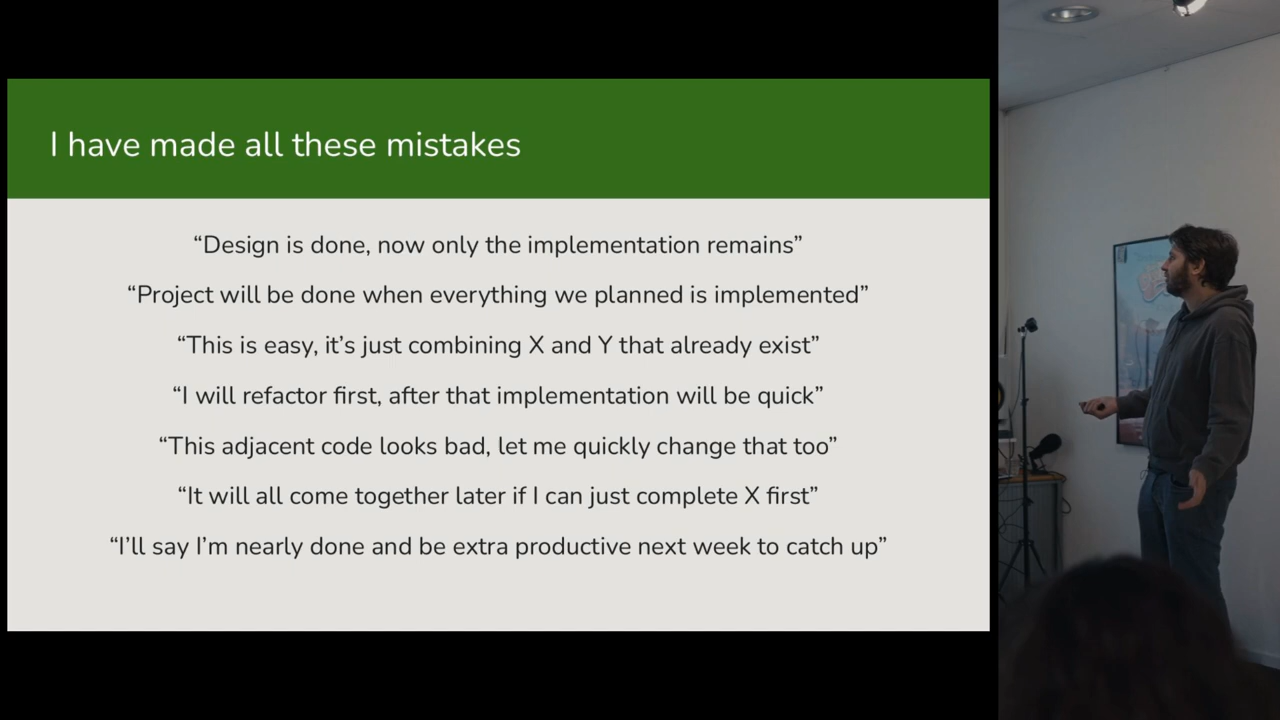 I have made all these mistakes
“Design is done, now only the implementation remains”
“Project will be done when everything we planned is implemented”
“This is easy, it’s just combining X and Y that already exist”
“I will refactor first, after that implementation will be quick”
“This adjacent code looks bad, let me quickly change that too”
“It will all come together later if I can just complete X first”
“I’ll say I’m nearly done and be extra productive next week to catch up”